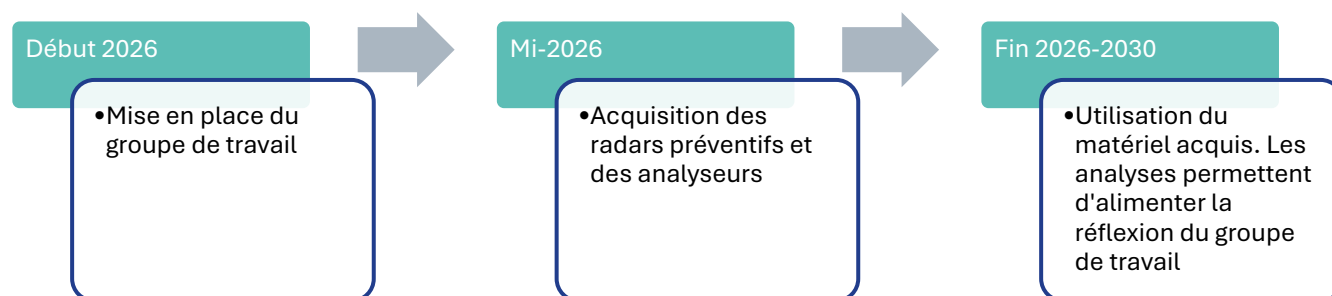 Début 2026
•Mise en place du
groupe de travail
Mi-2026
•Acquisition des
radars préventifs et
des analyseurs
Fin 2026-2030
•Utilisation du
matériel acquis. Les
analyses permettent
d'alimenter la
réflexion du groupe
de travail